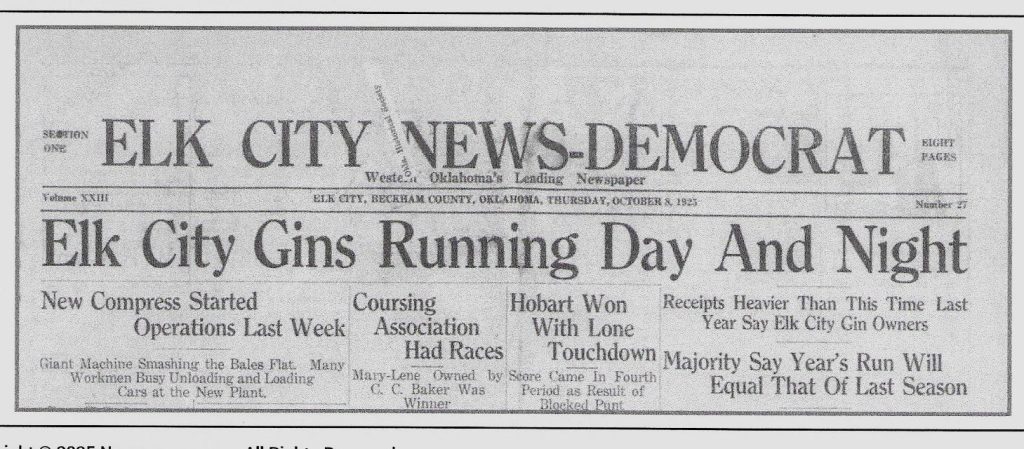 SECTION
ONE
ELK CITY NEWS-DEMOCRAT
EIGHT
PAGES
Western Oklahoma's Leading Newspaper
Volume XXIII
ELK CITY, BECKHAM COUNTY, OKLAHOMA, THURSDAY, OCTOBER 8, 1925
Number 27
Elk City Gins Running Day And Night
New Compress Started
Operations Last Week
Giant Machine Smashing the Bales Flat. Many
Workmen Busy Unloading and Loading
Cars at the New Plant.
Coursing
Association
Had Races
Mary-Lene Owned by
C. C. Baker Was
Winner
Hobart Won
With Lone
Touchdown
Score Came In Fourth
Period as Result of
Blocked Punt
Receipts Heavier Than This Time Last
Year Say Elk City Gin Owners
Majority Say Year's Run Will
Equal That Of Last Season